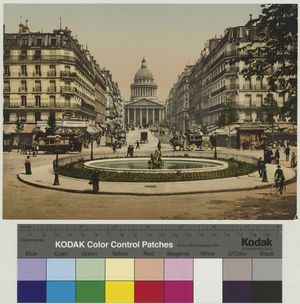 KODAK Color Control Patches
Kodak
Blue Cyan Green Yellow Red Magenta White 3/Color Black